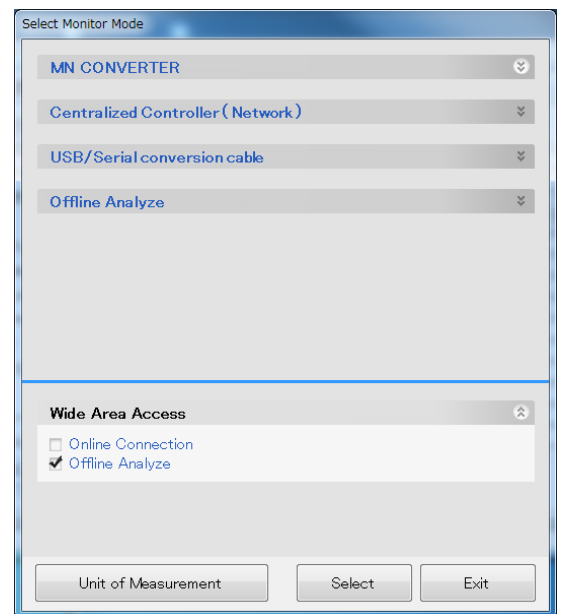 Select Monitor Mode
MN CONVERTER
Centralized Controller ( Network )
USB/Serial conversion cable
Offline Analyze
Wide Area Access
Online Connection
Offline Analyze
Unit of Measurement Select Exit